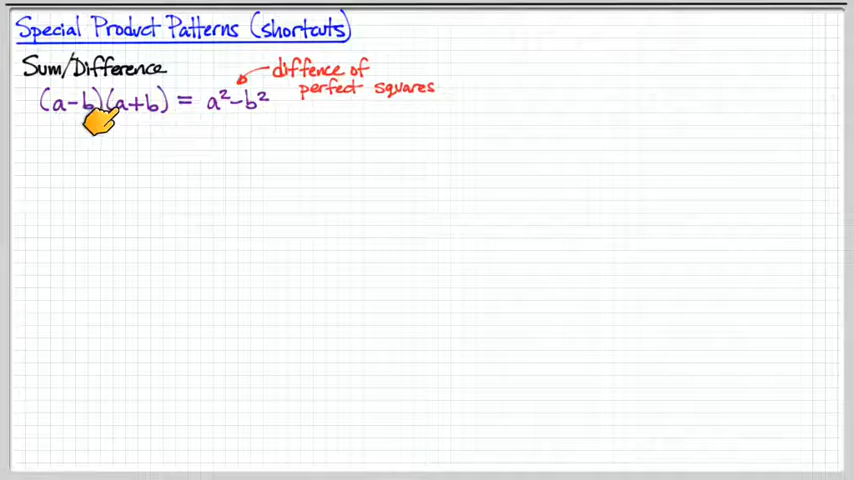 Special Product Patterns (shortcuts)
Sum/Difference
diffence of
perfect squares
(a-b)(a+b) = a²-b²